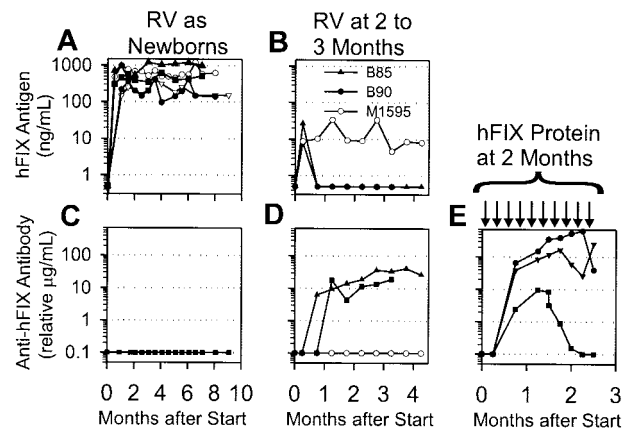 RV as
Newborns
RV at 2 to
3 Months
A
B
hFIX Antigen
(ng/mL)
1000
100
10
1
B85
B90
M1595
hFIX Protein
at 2 Months
C
D
E
Anti-hFIX Antibody
(relative µg/mL)
100
10
1
0.1
0 2 4 6 8 10
0 1 2 3 4
0 1 2 3
Months after Start
Months after Start
Months after Start